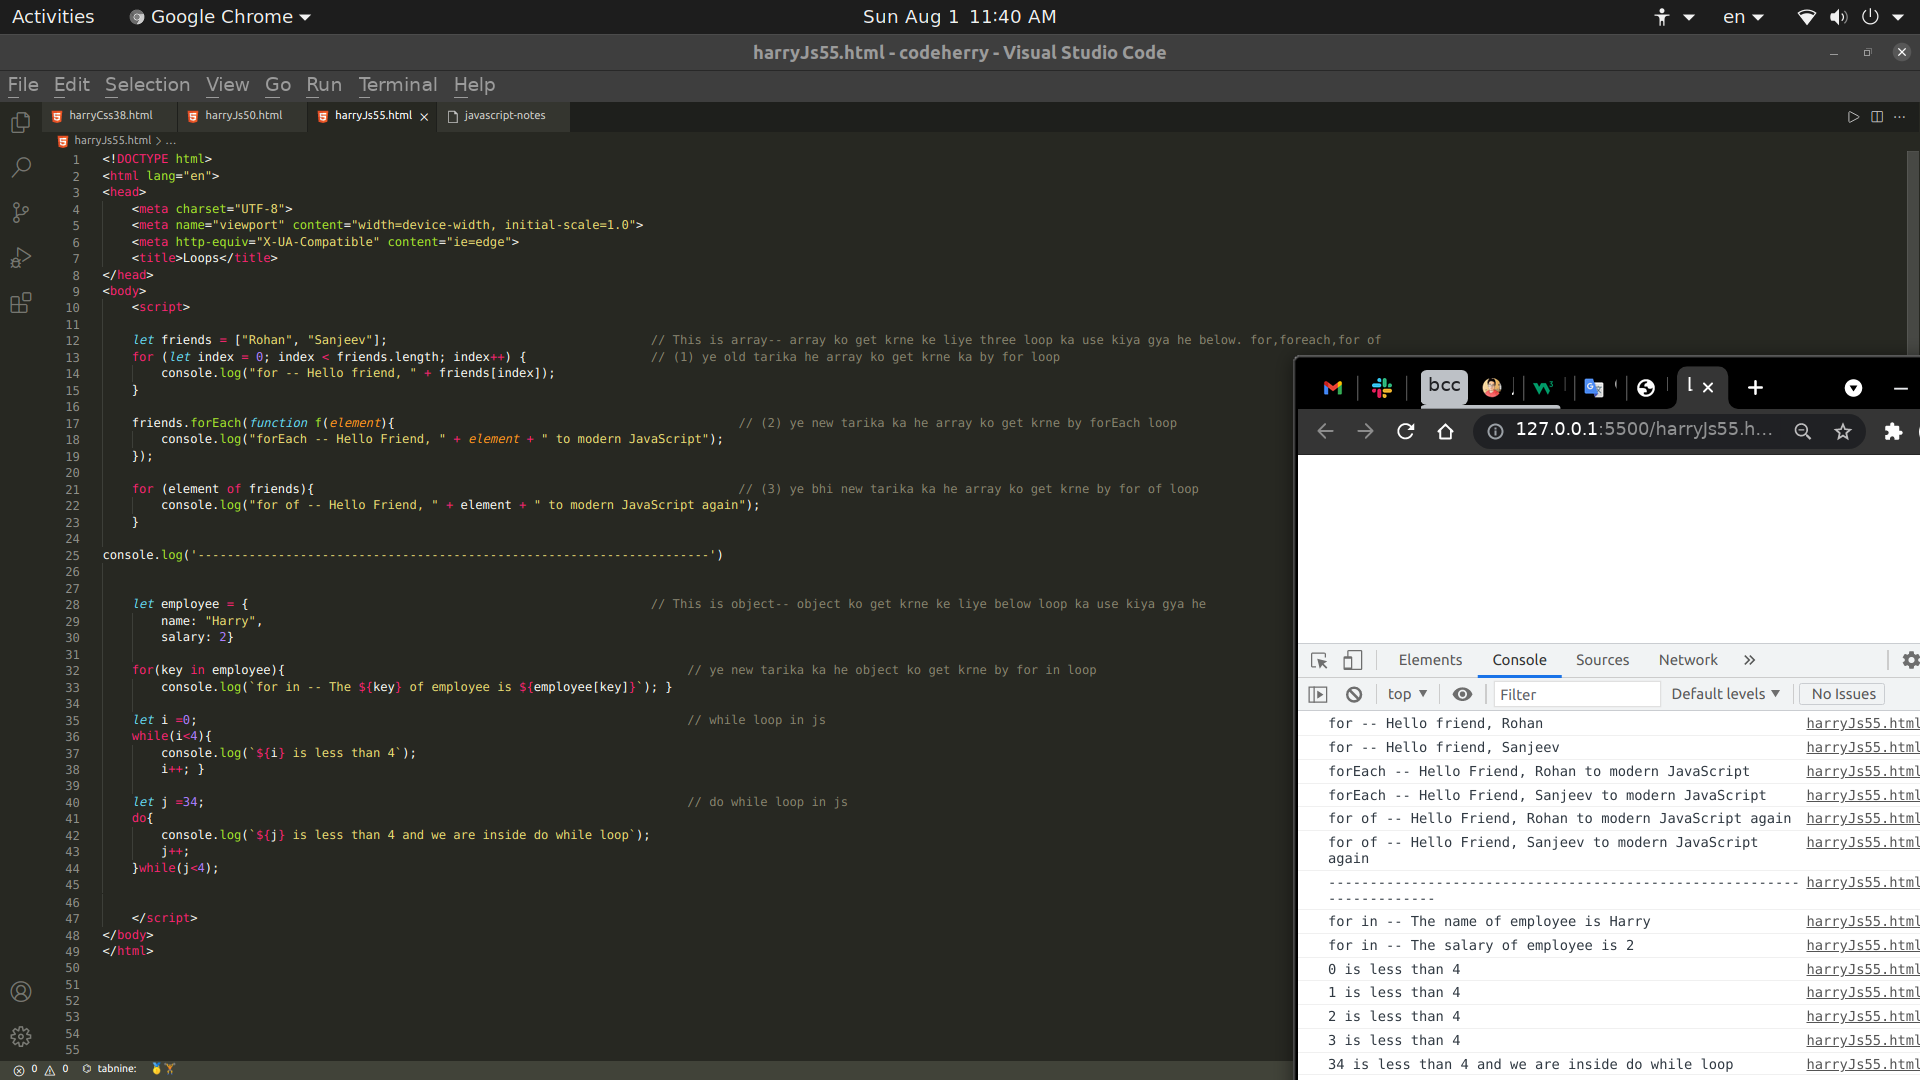 Activities Google Chrome Sun Aug 1 11:40 AM en
harryJs55.html - codeherry - Visual Studio Code
File Edit Selection View Go Run Terminal Help
harryCss38.html harryJs50.html harryJs55.html javascript-notes
harryJs55.html > ...
1 <!DOCTYPE html>
2 <html lang="en">
3 <head>
4 <meta charset="UTF-8">
5 <meta name="viewport" content="width=device-width, initial-scale=1.0">
6 <meta http-equiv="X-UA-Compatible" content="ie=edge">
7 <title>Loops</title>
8 </head>
9 <body>
10 <script>
11
12 let friends = ["Rohan", "Sanjeev"]; // This is array-- array ko get krne ke liye three loop ka use kiya gya he below. for,foreach,for of
13 for (let index = 0; index < friends.length; index++) { // (1) ye old tarika he array ko get krne ka by for loop
14 console.log("for -- Hello friend, " + friends[index]);
15 }
16
17 friends.forEach(function f(element){ // (2) ye new tarika ka he array ko get krne by forEach loop
18 console.log("forEach -- Hello Friend, " + element + " to modern JavaScript");
19 });
20
21 for (element of friends){ // (3) ye bhi new tarika ka he array ko get krne by for of loop
22 console.log("for of -- Hello Friend, " + element + " to modern JavaScript again");
23 }
24
25 console.log('----------------------------------------------------------------------')
26
27
28 let employee = { // This is object-- object ko get krne ke liye below loop ka use kiya gya he
29 name: "Harry",
30 salary: 2}
31
32 for(key in employee){ // ye new tarika ka he object ko get krne by for in loop
33 console.log(`for in -- The ${key} of employee is ${employee[key]}`); }
34
35 let i =0; // while loop in js
36 while(i<4){
37 console.log(`${i} is less than 4`);
38 i++; }
39
40 let j =34; // do while loop in js
41 do{
42 console.log(`${j} is less than 4 and we are inside do while loop`);
43 j++;
44 }while(j<4);
45
46
47 </script>
48 </body>
49 </html>
50
51
52
53
54
55
0 0 tabnine:
bcc
127.0.0.1:5500/harryJs55.h...
Elements Console Sources Network
top Filter Default levels No Issues
for -- Hello friend, Rohan harryJs55.html
for -- Hello friend, Sanjeev harryJs55.html
forEach -- Hello Friend, Rohan to modern JavaScript harryJs55.html
forEach -- Hello Friend, Sanjeev to modern JavaScript harryJs55.html
for of -- Hello Friend, Rohan to modern JavaScript again harryJs55.html
for of -- Hello Friend, Sanjeev to modern JavaScript harryJs55.html
again
--------------------------------------------------------- harryJs55.html
-------------
for in -- The name of employee is Harry harryJs55.html
for in -- The salary of employee is 2 harryJs55.html
0 is less than 4 harryJs55.html
1 is less than 4 harryJs55.html
2 is less than 4 harryJs55.html
3 is less than 4 harryJs55.html
34 is less than 4 and we are inside do while loop harryJs55.html